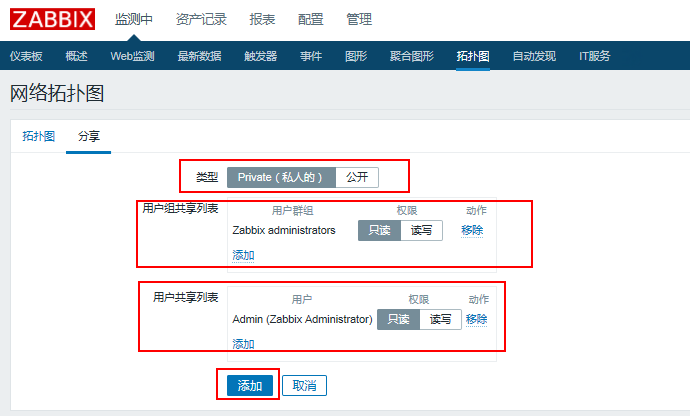 ZABBIX 监测中 资产记录 报表 配置 管理
仪表板 概述 Web监测 最新数据 触发器 事件 图形 聚合图形 拓扑图 自动发现 IT服务
网络拓扑图
拓扑图 分享
类型 Private（私人的） 公开
用户组共享列表 用户群组 权限 动作
Zabbix administrators 只读 读写 移除
添加
用户共享列表 用户 权限 动作
Admin (Zabbix Administrator) 只读 读写 移除
添加
添加 取消